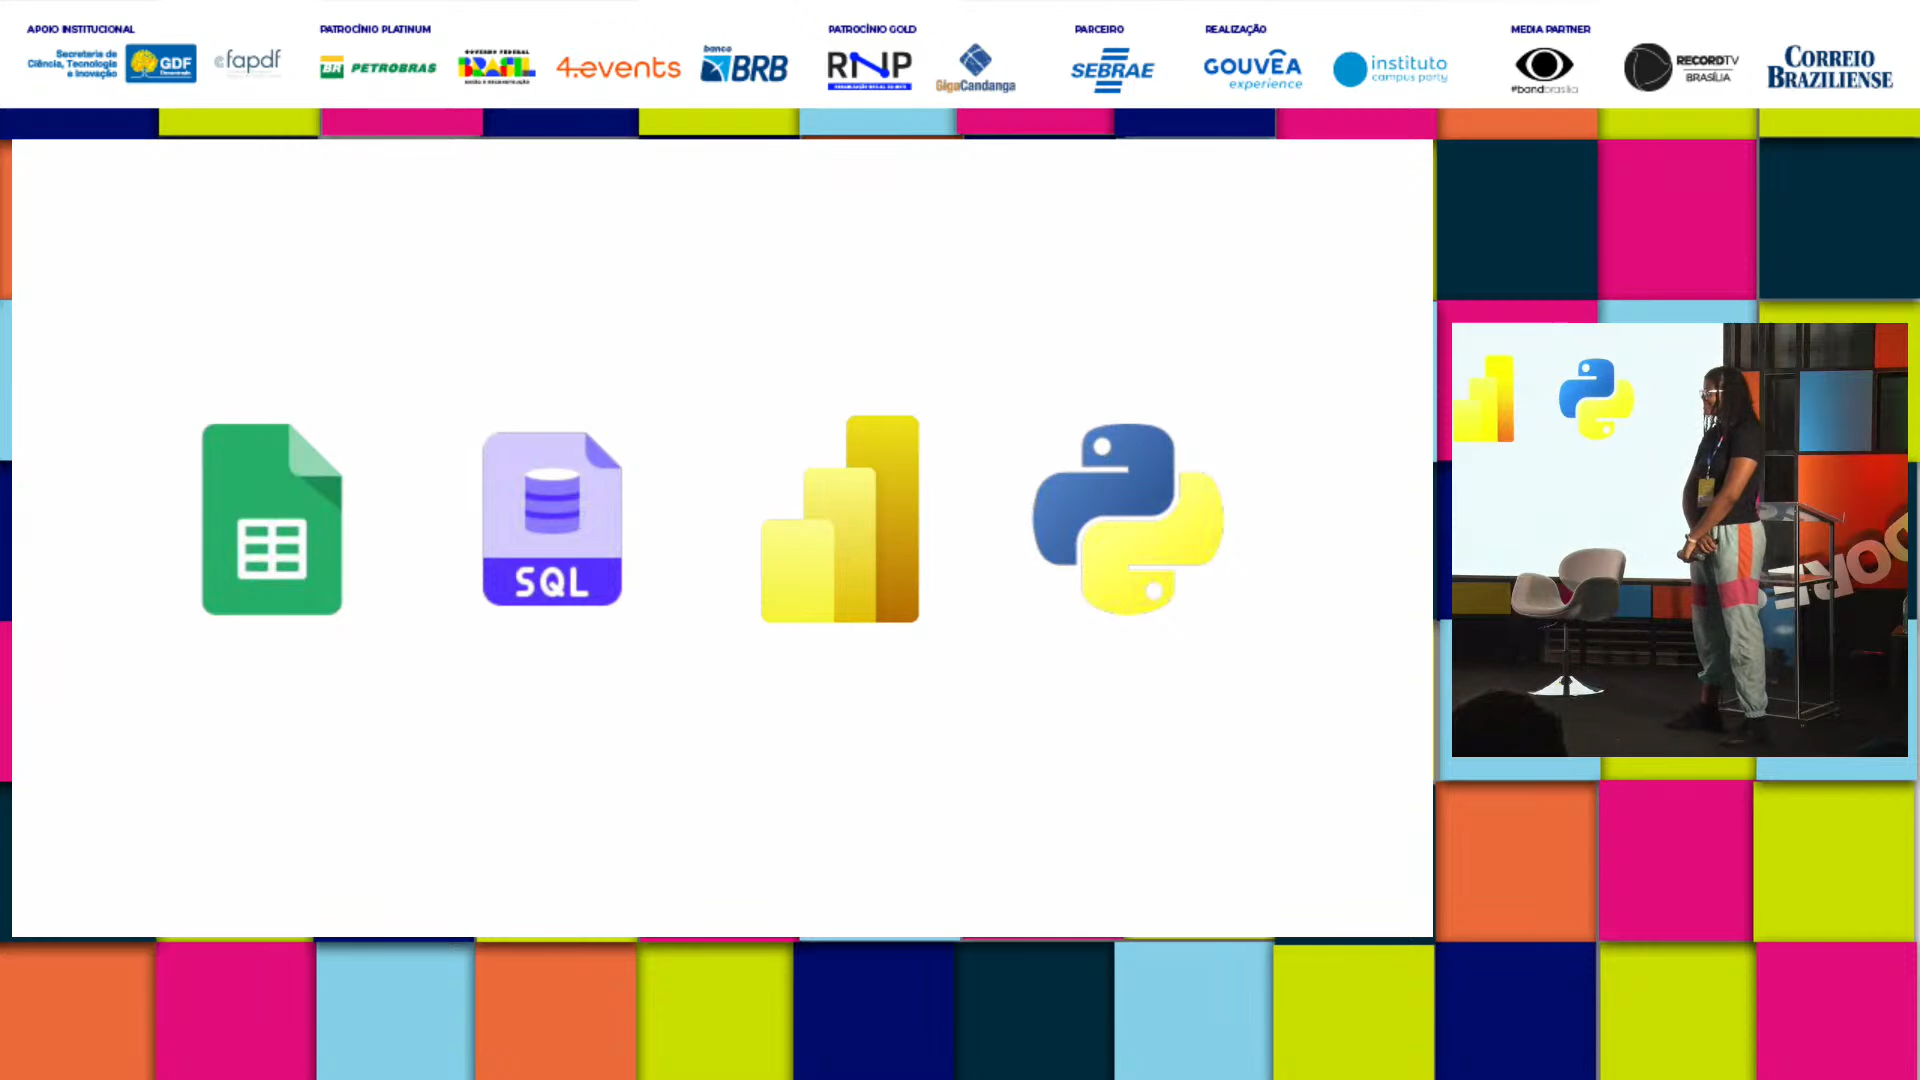 APOIO INSTITUCIONAL
Secretaria de
Ciência, Tecnologia
e Inovação
GDF
fapdf
PATROCÍNIO PLATINUM
BR PETROBRAS
GOVERNO FEDERAL
BRASIL
UNIÃO E RECONSTRUÇÃO
4.events
banco
BRB
PATROCÍNIO GOLD
RNP
GigaCandanga
PARCEIRO
SEBRAE
REALIZAÇÃO
GOUVÊA
experience
instituto
campus party
MEDIA PARTNER
#bandbrasília
RECORDTV
BRASÍLIA
CORREIO
BRAZILIENSE
SQL